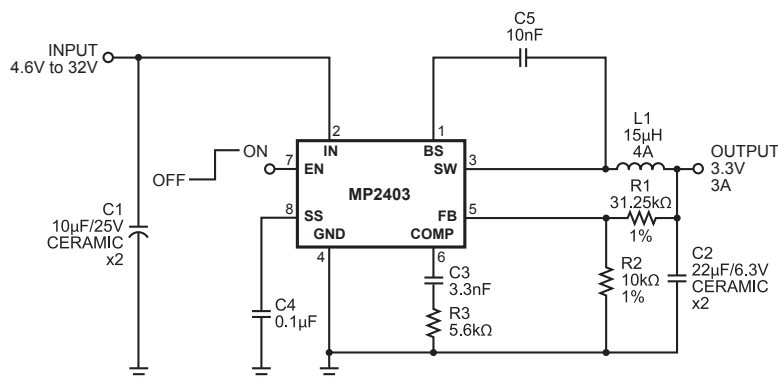 C5
10nF
INPUT
4.6V to 32V
2
1
L1
15µH
4A
IN
BS
ON
7
EN
SW
3
OUTPUT
3.3V
3A
OFF
MP2403
R1
31.25kΩ
1%
8
SS
FB
5
C1
10µF/25V
CERAMIC
x2
GND
COMP
4
6
C3
3.3nF
R2
10kΩ
1%
C2
22µF/6.3V
CERAMIC
x2
C4
0.1µF
R3
5.6kΩ